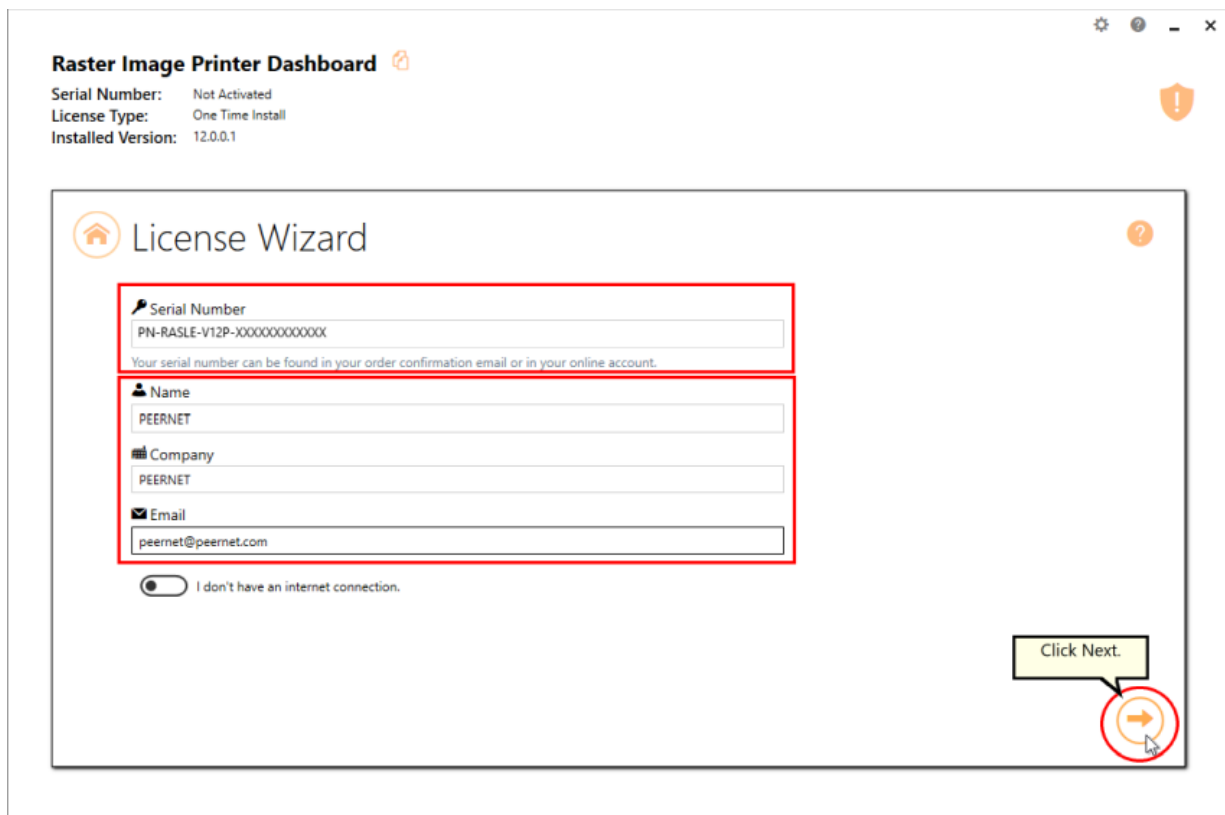 Raster Image Printer Dashboard
Serial Number: Not Activated
License Type: One Time Install
Installed Version: 12.0.0.1
License Wizard
Serial Number
PN-RASLE-V12P-XXXXXXXXXXXX
Your serial number can be found in your order confirmation email or in your online account.
Name
PEERNET
Company
PEERNET
Email
peernet@peernet.com
I don't have an internet connection.
Click Next.